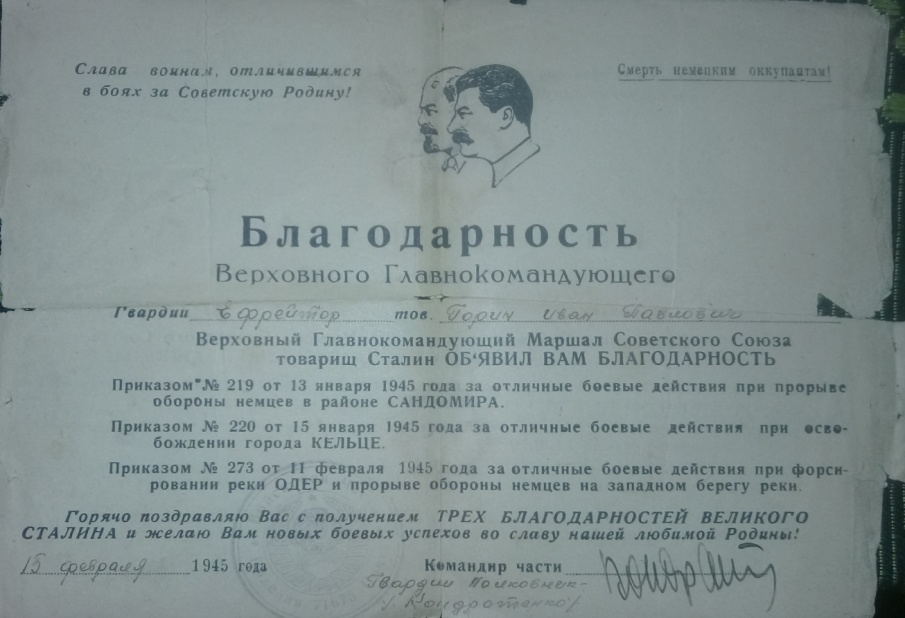 Слава воинам, отличившимся
в боях за Советскую Родину!
Смерть немецким оккупантам!
Благодарность
Верховного Главнокомандующего
Гвардии Ефрейтор тов. Горин Иван Павлович
Верховный Главнокомандующий Маршал Советского Союза
товарищ Сталин ОБ'ЯВИЛ ВАМ БЛАГОДАРНОСТЬ
Приказом № 219 от 13 января 1945 года за отличные боевые действия при прорыве
обороны немцев в районе САНДОМИРА.
Приказом № 220 от 15 января 1945 года за отличные боевые действия при осво-
бождении города КЕЛЬЦЕ.
Приказом № 273 от 11 февраля 1945 года за отличные боевые действия при форси-
ровании реки ОДЕР и прорыве обороны немцев на западном берегу реки.
Горячо поздравляю Вас с получением ТРЕХ БЛАГОДАРНОСТЕЙ ВЕЛИКОГО
СТАЛИНА и желаю Вам новых боевых успехов во славу нашей любимой Родины!
15 февраля 1945 года
Командир части
Гвардии Полковник-
/Кондратенко/